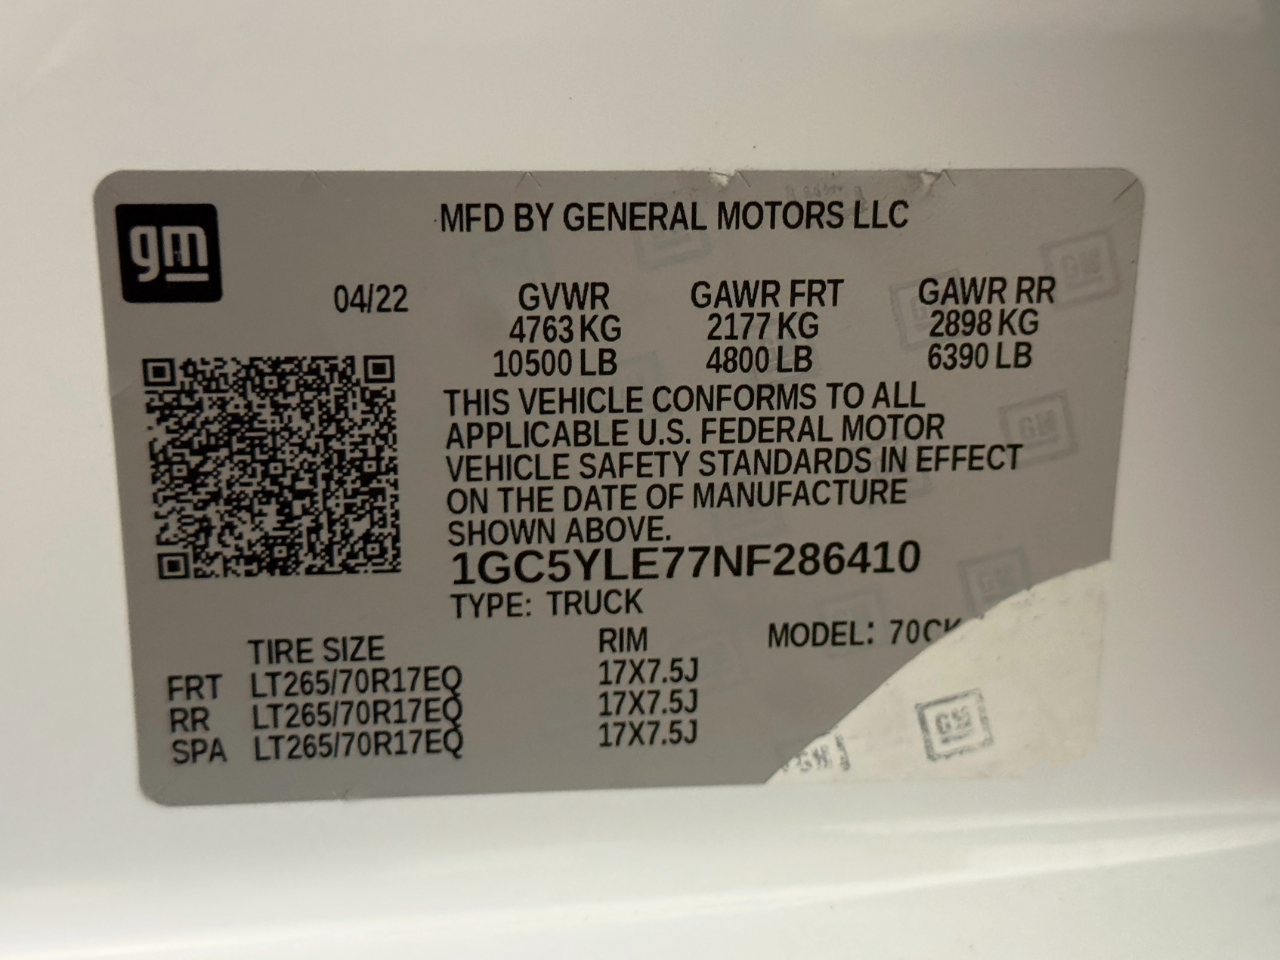 gm
MFD BY GENERAL MOTORS LLC
04/22 GVWR GAWR FRT GAWR RR
4763 KG 2177 KG 2898 KG
10500 LB 4800 LB 6390 LB
THIS VEHICLE CONFORMS TO ALL
APPLICABLE U.S. FEDERAL MOTOR
VEHICLE SAFETY STANDARDS IN EFFECT
ON THE DATE OF MANUFACTURE
SHOWN ABOVE.
1GC5YLE77NF286410
TYPE: TRUCK
MODEL: 70CK
TIRE SIZE RIM
FRT LT265/70R17EQ 17X7.5J
RR LT265/70R17EQ 17X7.5J
SPA LT265/70R17EQ 17X7.5J
GM
GM